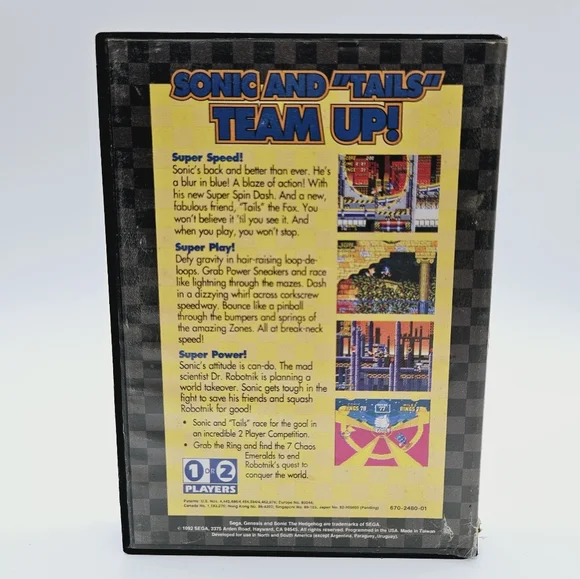 SONIC AND "TAILS"
TEAM UP!
Super Speed!
Sonic's back and better than ever. He's
a blur in blue! A blaze of action! With
his new Super Spin Dash. And a new,
fabulous friend, "Tails" the Fox. You
won't believe it 'til you see it. And
when you play, you won't stop.
Super Play!
Defy gravity in hair-raising loop-de-
loops. Grab Power Sneakers and race
like lightning through the mazes. Dash
in a dizzying whirl across corkscrew
speedway. Bounce like a pinball
through the bumpers and springs of
the amazing Zones. All at break-neck
speed!
Super Power!
Sonic's attitude is can-do. The mad
scientist Dr. Robotnik is planning a
world takeover. Sonic gets tough in the
fight to save his friends and squash
Robotnik for good!
• Sonic and "Tails" race for the goal in
an incredible 2 Player Competition.
• Grab the Ring and find the 7 Chaos
Emeralds to end
Robotnik's quest to
conquer the world.
1 OR 2
PLAYERS
670-2480-01
Sega, Genesis and Sonic The Hedgehog are trademarks of SEGA.
© 1992 SEGA, 3375 Arden Road, Hayward, CA 94545. All rights reserved. Programmed in the USA. Made in Taiwan
Developed for use in North and South America (except Argentina, Paraguay, Uruguay).